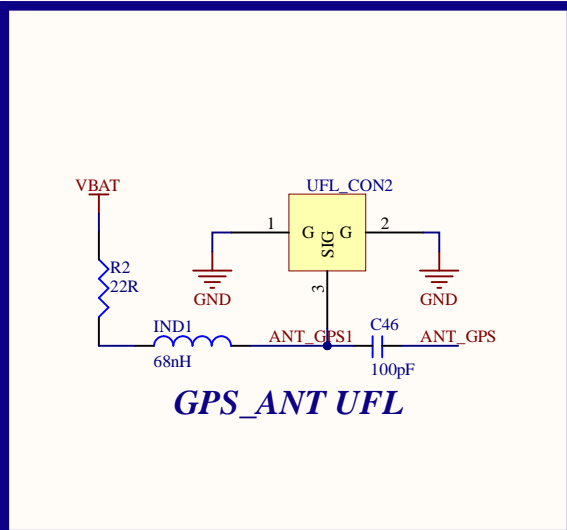 VBAT
UFL_CON2
1
G
SIG
G
2
R2
22R
GND
3
GND
IND1
68nH
ANT_GPS1
C46
100pF
ANT_GPS
GPS_ANT UFL